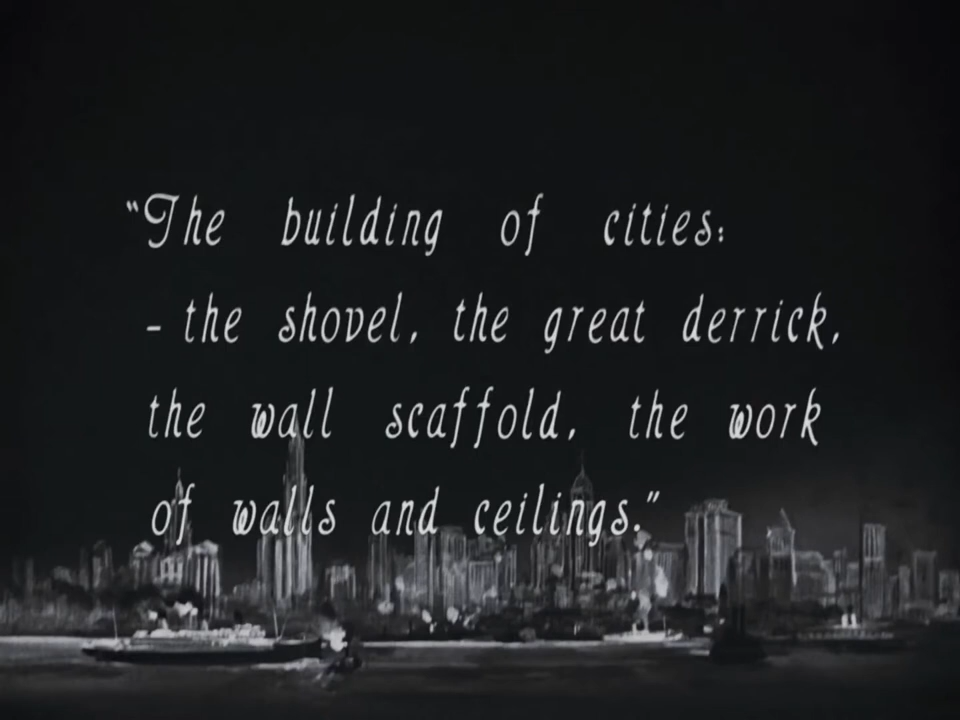 “The building of cities:
- the shovel, the great derrick,
the wall scaffold, the work
of walls and ceilings.”